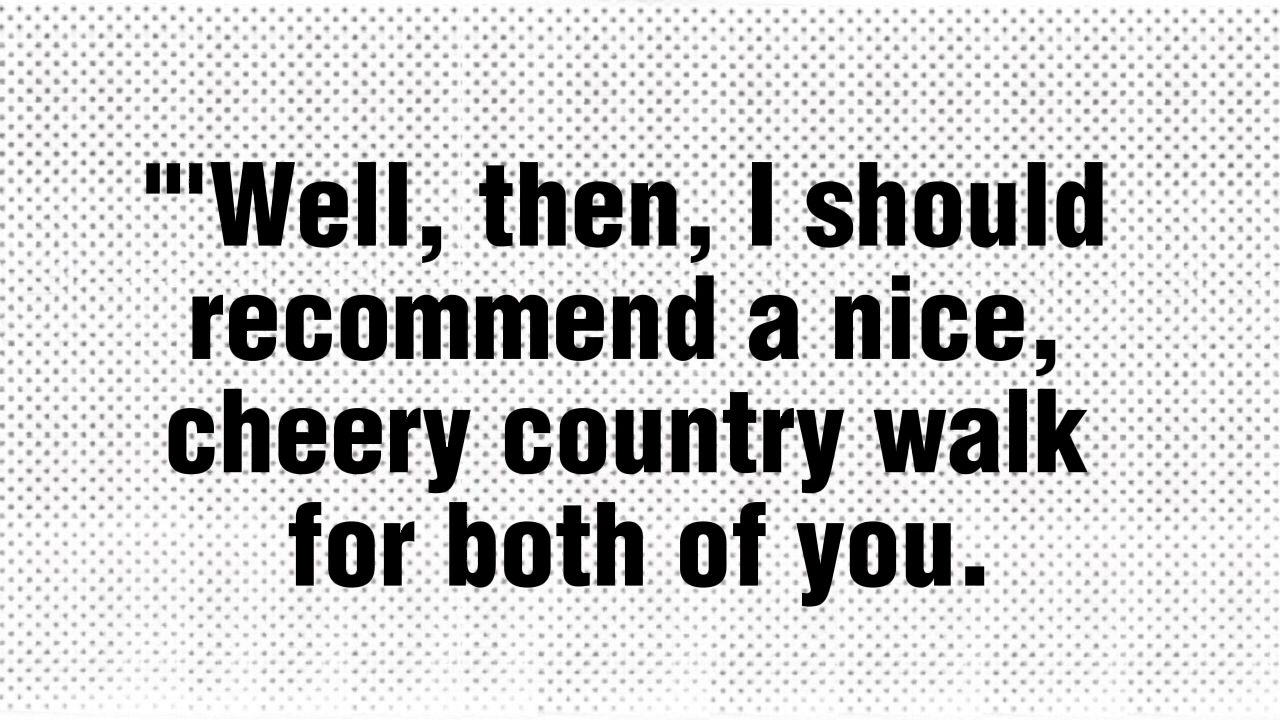 "'Well, then, I should
recommend a nice,
cheery country walk
for both of you.